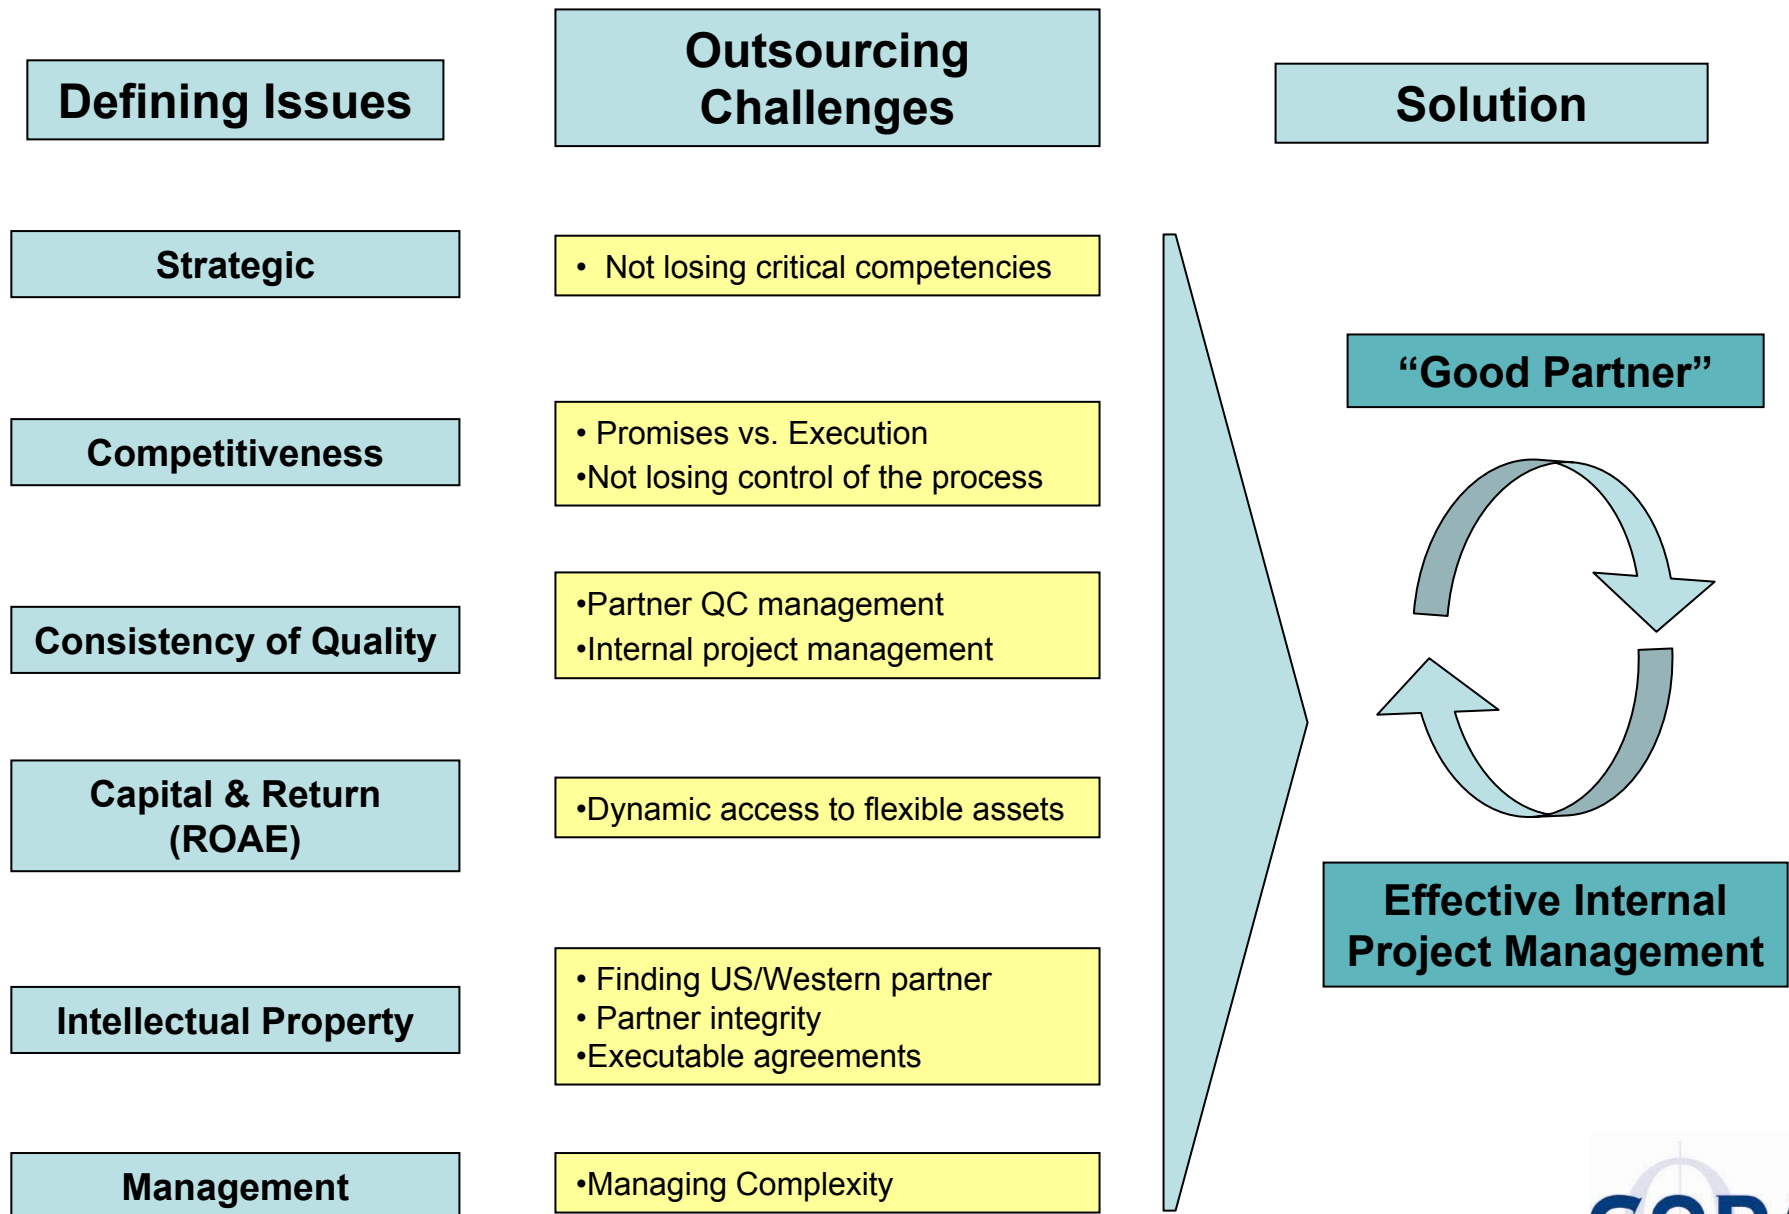 Defining Issues
Outsourcing
Challenges
Solution
Strategic
• Not losing critical competencies
Competitiveness
• Promises vs. Execution
•Not losing control of the process
Consistency of Quality
•Partner QC management
•Internal project management
Capital & Return
(ROAE)
•Dynamic access to flexible assets
Intellectual Property
• Finding US/Western partner
• Partner integrity
•Executable agreements
Management
•Managing Complexity
“Good Partner”
Effective Internal
Project Management